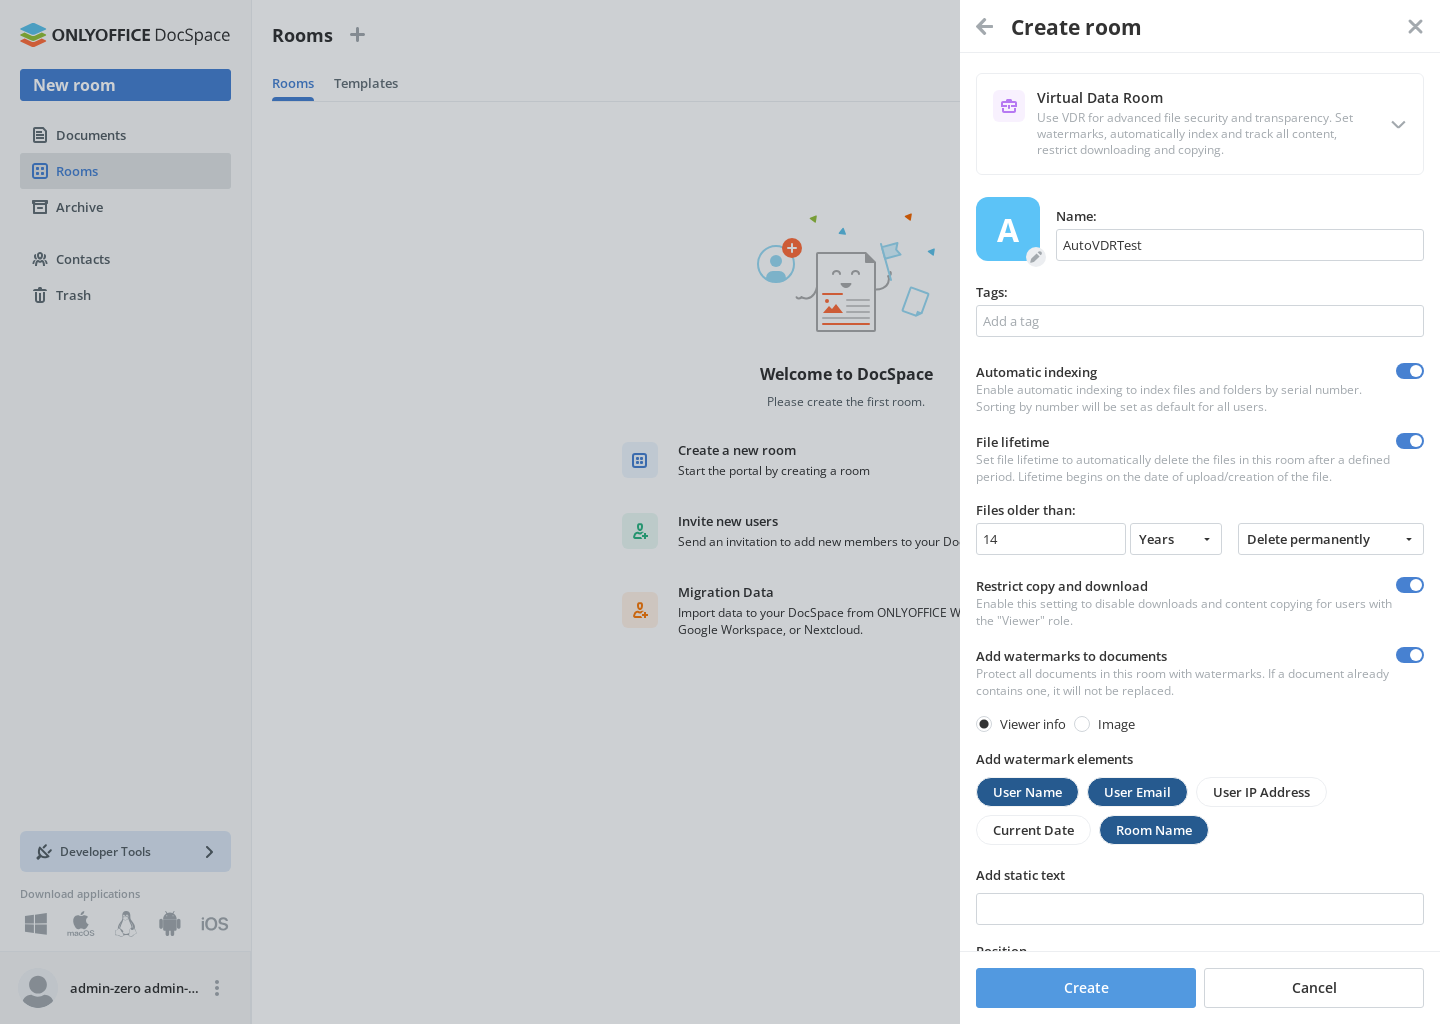 ONLYOFFICE DocSpace
New room
Documents
Rooms
Archive
Contacts
Trash
Developer Tools
Download applications
macOS
iOS
admin-zero admin-...
Rooms
Rooms Templates
Welcome to DocSpace
Please create the first room.
Create a new room
Start the portal by creating a room
Invite new users
Send an invitation to add new members to your Do
Migration Data
Import data to your DocSpace from ONLYOFFICE W
Google Workspace, or Nextcloud.
Create room
Virtual Data Room
Use VDR for advanced file security and transparency. Set
watermarks, automatically index and track all content,
restrict downloading and copying.
A
Name:
AutoVDRTest
Tags:
Add a tag
Automatic indexing
Enable automatic indexing to index files and folders by serial number.
Sorting by number will be set as default for all users.
File lifetime
Set file lifetime to automatically delete the files in this room after a defined
period. Lifetime begins on the date of upload/creation of the file.
Files older than:
14 Years Delete permanently
Restrict copy and download
Enable this setting to disable downloads and content copying for users with
the "Viewer" role.
Add watermarks to documents
Protect all documents in this room with watermarks. If a document already
contains one, it will not be replaced.
Viewer info Image
Add watermark elements
User Name User Email User IP Address
Current Date Room Name
Add static text
Position
Create Cancel